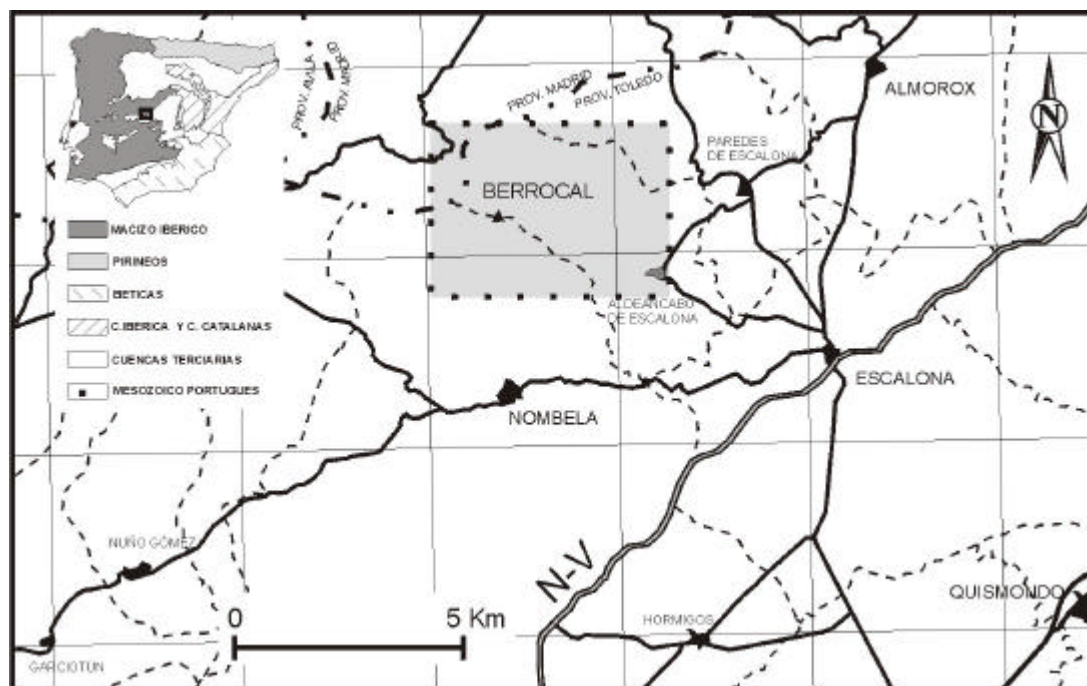 PROV. AVILA
PROV. MADRID
PROV. MADRID
PROV. TOLEDO
ALMOROX
N
PAREDES
DE ESCALONA
BERROCAL
MACIZO IBERICO
PIRINEOS
BETICAS
C.IBERICA Y C. CATALANAS
CUENCAS TERCIARIAS
MESOZOICO PORTUGUES
ALDEANCABO
DE ESCALONA
ESCALONA
NOMBELA
NUÑO GÓMEZ
N-V
QUISMONDO
0
5 Km
HORMIGOS
GARCIOTUN